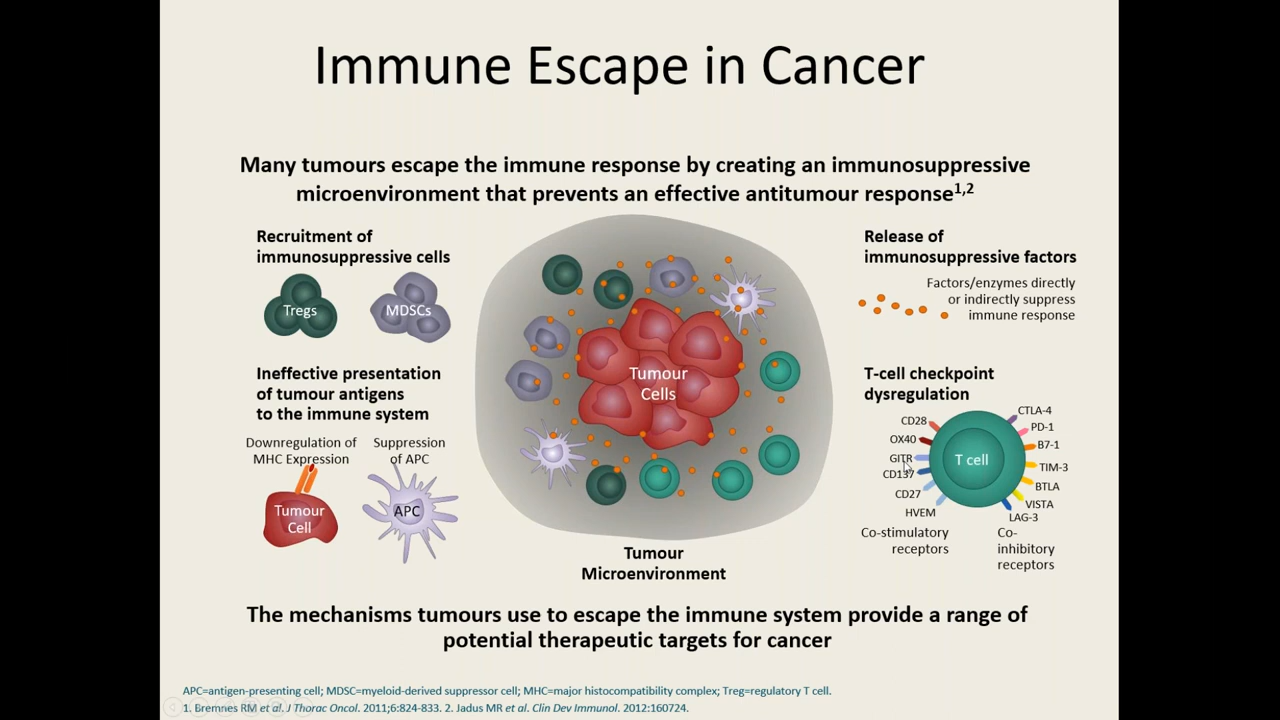 Immune Escape in Cancer
Many tumours escape the immune response by creating an immunosuppressive
microenvironment that prevents an effective antitumour response1,2
Recruitment of
immunosuppressive cells
Tregs
MDSCs
Ineffective presentation
of tumour antigens
to the immune system
Downregulation of
MHC Expression
Suppression
of APC
Tumour
Cell
APC
Tumour
Cells
Tumour
Microenvironment
Release of
immunosuppressive factors
Factors/enzymes directly
or indirectly suppress
immune response
T-cell checkpoint
dysregulation
CD28
OX40
GITR
CD137
CD27
HVEM
T cell
CTLA-4
PD-1
B7-1
TIM-3
BTLA
VISTA
LAG-3
Co-stimulatory
receptors
Co-
inhibitory
receptors
The mechanisms tumours use to escape the immune system provide a range of
potential therapeutic targets for cancer
APC=antigen-presenting cell; MDSC=myeloid-derived suppressor cell; MHC=major histocompatibility complex; Treg=regulatory T cell.
1. Bremnes RM et al. J Thorac Oncol. 2011;6:824-833. 2. Jadus MR et al. Clin Dev Immunol. 2012:160724.